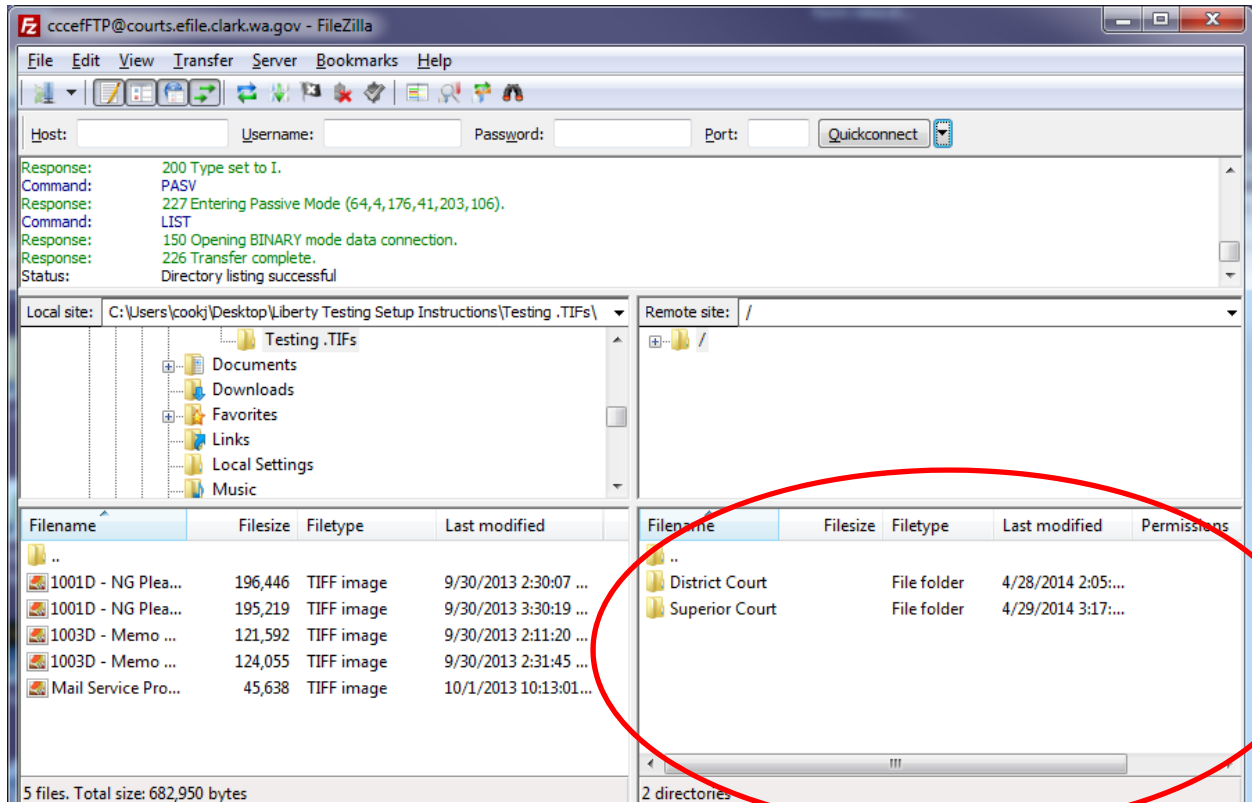 cccefFTP@courts.efile.clark.wa.gov - FileZilla
File Edit View Transfer Server Bookmarks Help
Host: Username: Password: Port: Quickconnect
Response: 200 Type set to I.
Command: PASV
Response: 227 Entering Passive Mode (64,4,176,41,203,106).
Command: LIST
Response: 150 Opening BINARY mode data connection.
Response: 226 Transfer complete.
Status: Directory listing successful
Local site: C:\Users\cookj\Desktop\Liberty Testing Setup Instructions\Testing .TIFs\
Testing .TIFs
Documents
Downloads
Favorites
Links
Local Settings
Music
Remote site: /
/
Filename Filesize Filetype Last modified
..
1001D - NG Plea... 196,446 TIFF image 9/30/2013 2:30:07 ...
1001D - NG Plea... 195,219 TIFF image 9/30/2013 3:30:19 ...
1003D - Memo ... 121,592 TIFF image 9/30/2013 2:11:20 ...
1003D - Memo ... 124,055 TIFF image 9/30/2013 2:31:45 ...
Mail Service Pro... 45,638 TIFF image 10/1/2013 10:13:01...
5 files. Total size: 682,950 bytes
Filename Filesize Filetype Last modified Permissions
..
District Court File folder 4/28/2014 2:05:...
Superior Court File folder 4/29/2014 3:17:...
2 directories